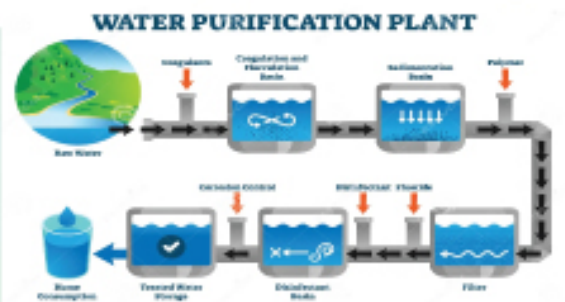 WATER PURIFICATION PLANT
Coagulants
Coagulation and
Flocculation
Basin
Sedimentation
Basin
Polymer
Raw Water
Corrosion Control
Disinfectant
Fluoride
Home
Consumption
Treated Water
Storage
Disinfectant
Basin
Filter